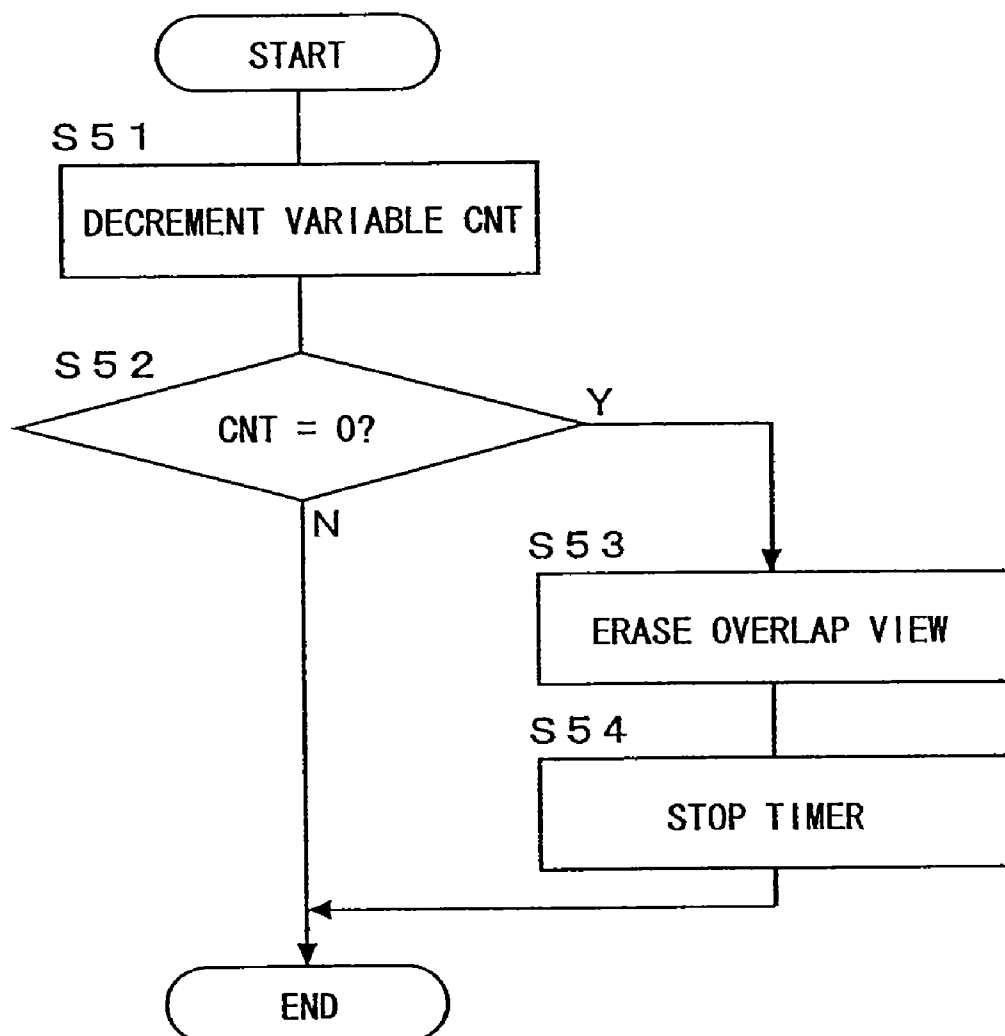 START
S51
DECREMENT VARIABLE CNT
S52
CNT = 0?
Y
N
S53
ERASE OVERLAP VIEW
S54
STOP TIMER
END